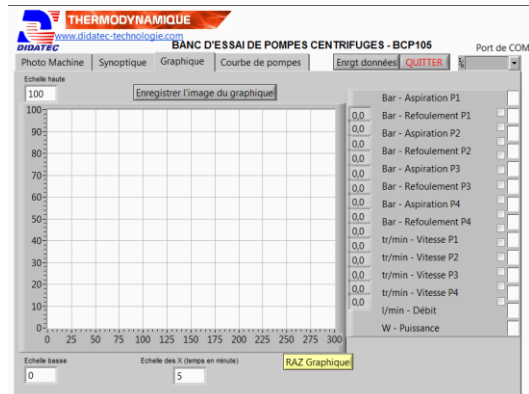 THERMODYNAMIQUE
www.didatec-technologie.com
DIDATEC
BANC D'ESSAI DE POMPES CENTRIFUGES - BCP105
Port de COM
Photo Machine Synoptique Graphique Courbe de pompes Enrgt données QUITTER
Echelle haute
100
Enregistrer l'image du graphique
100
90
80
70
60
50
40
30
20
10
0
0 25 50 75 100 125 150 175 200 225 250 275 300
Bar - Aspiration P1
0,0 Bar - Refoulement P1
0,0 Bar - Aspiration P2
0,0 Bar - Refoulement P2
0,0 Bar - Aspiration P3
0,0 Bar - Refoulement P3
0,0 Bar - Aspiration P4
0,0 Bar - Refoulement P4
0,0 tr/min - Vitesse P1
0,0 tr/min - Vitesse P2
0,0 tr/min - Vitesse P3
0,0 tr/min - Vitesse P4
0,0 l/min - Débit
0,0
W - Puissance
Echelle basse
0
Echelle des X (temps en minute)
5
RAZ Graphique